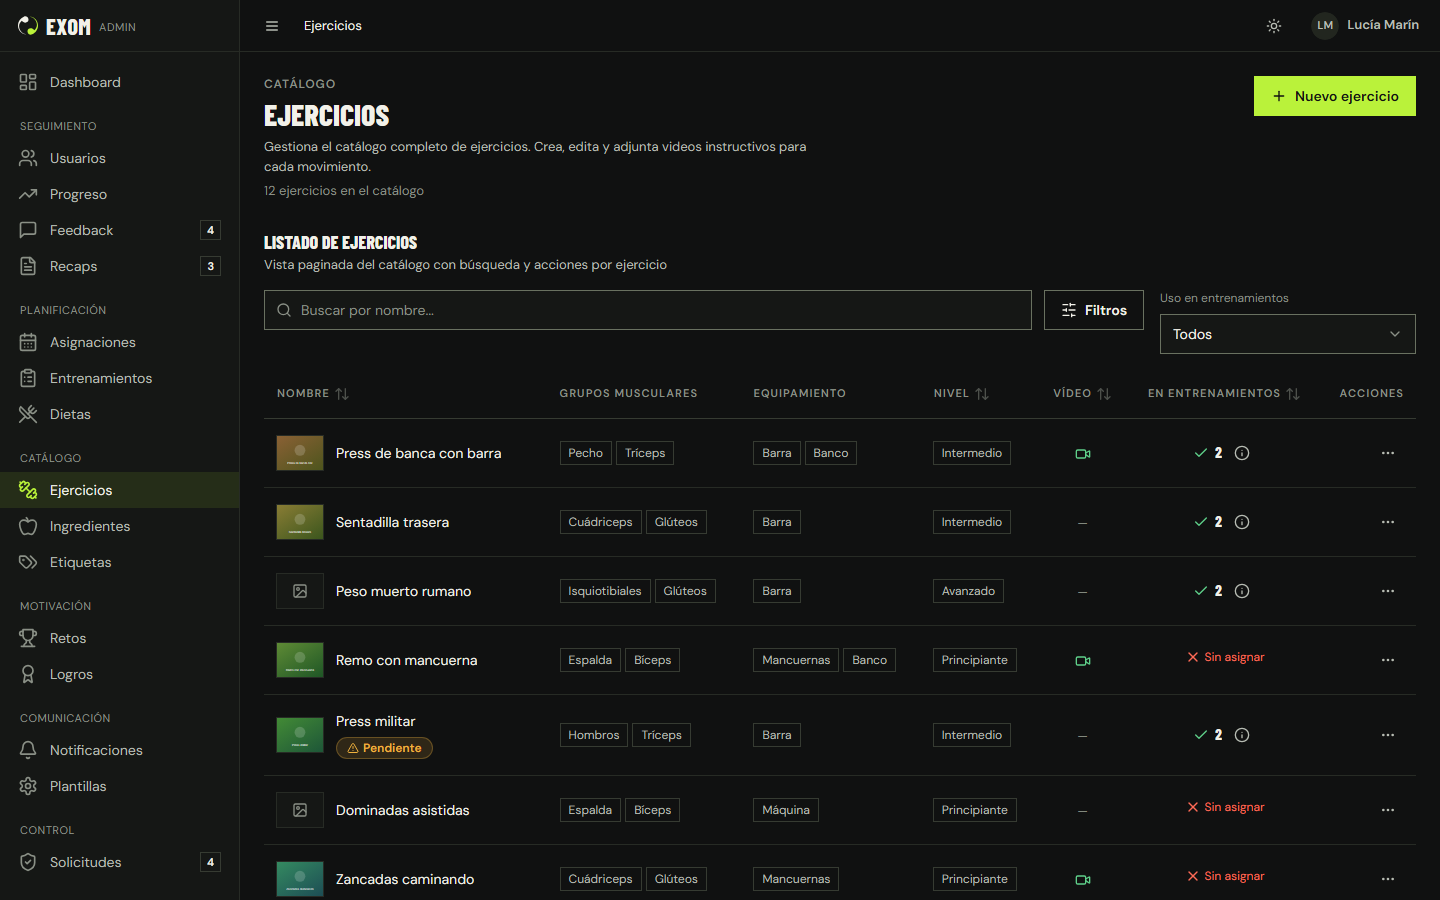 EXOM ADMIN
Ejercicios
LM Lucía Marín
Dashboard
SEGUIMIENTO
Usuarios
Progreso
Feedback 4
Recaps 3
PLANIFICACIÓN
Asignaciones
Entrenamientos
Dietas
CATÁLOGO
Ejercicios
Ingredientes
Etiquetas
MOTIVACIÓN
Retos
Logros
COMUNICACIÓN
Notificaciones
Plantillas
CONTROL
Solicitudes 4
CATÁLOGO
EJERCICIOS
Gestiona el catálogo completo de ejercicios. Crea, edita y adjunta videos instructivos para
cada movimiento.
12 ejercicios en el catálogo
Nuevo ejercicio
LISTADO DE EJERCICIOS
Vista paginada del catálogo con búsqueda y acciones por ejercicio
Buscar por nombre...
Filtros
Uso en entrenamientos
Todos
NOMBRE GRUPOS MUSCULARES EQUIPAMIENTO NIVEL VÍDEO EN ENTRENAMIENTOS ACCIONES
Press de banca con barra Pecho Tríceps Barra Banco Intermedio 2
Sentadilla trasera Cuádriceps Glúteos Barra Intermedio – 2
Peso muerto rumano Isquiotibiales Glúteos Barra Avanzado – 2
Remo con mancuerna Espalda Bíceps Mancuernas Banco Principiante Sin asignar
Press militar Hombros Tríceps Barra Intermedio – 2
Pendiente
Dominadas asistidas Espalda Bíceps Máquina Principiante – Sin asignar
Zancadas caminando Cuádriceps Glúteos Mancuernas Principiante Sin asignar